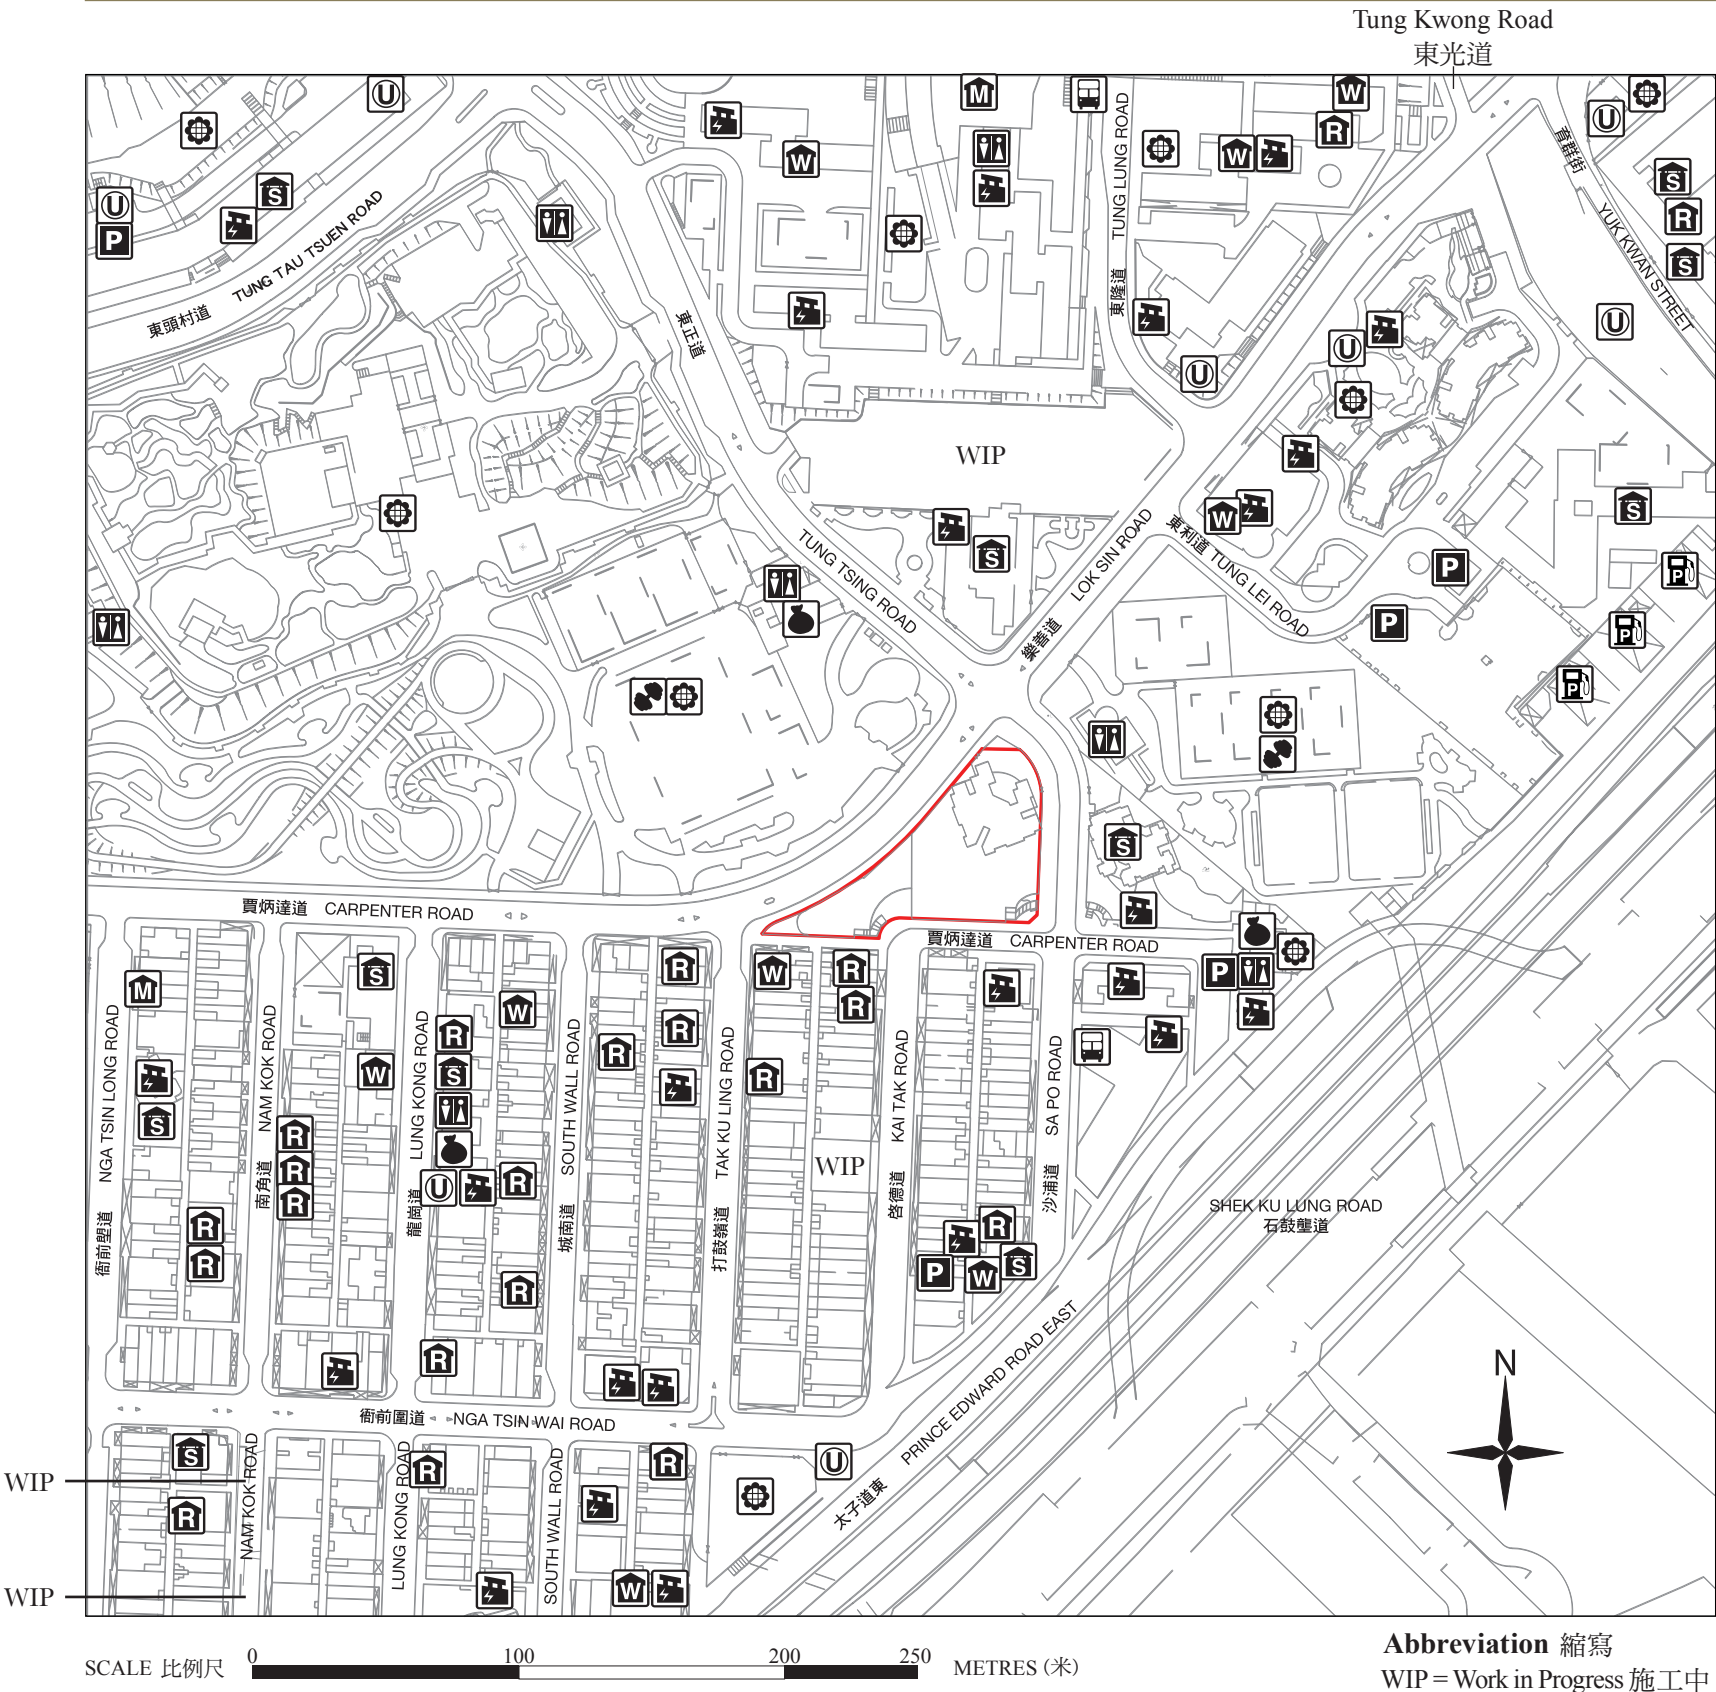 Tung Kwong Road
東光道
U
M
W
R
W
U
S
U
P
S
R
S
U
U
U
TUNG LUNG ROAD
東隆道
育群街
YUK KWAN STREET
東頭村道 TUNG TAU TSUEN ROAD
東正道
TUNG TSING ROAD
WIP
W
S
W
S
P
P
P
P
P
樂善道 LOK SIN ROAD
東利道 TUNG LEI ROAD
S
賈炳達道 CARPENTER ROAD
賈炳達道 CARPENTER ROAD
M
S
W
R
W
R
R
P
NGA TSIN LONG ROAD
衙前塱道
NAM KOK ROAD
南角道
LUNG KONG ROAD
龍崗道
SOUTH WALL ROAD
城南道
TAK KU LING ROAD
打鼓嶺道
KAI TAK ROAD
啓德道
SA PO ROAD
沙浦道
S
W
R
S
R
R
R
S
R
R
R
U
R
WIP
R
R
R
R
R
P
W
S
SHEK KU LUNG ROAD
石鼓壟道
PRINCE EDWARD ROAD EAST
太子道東
N
衙前圍道 NGA TSIN WAI ROAD
S
R
R
R
U
W
WIP
NAM KOK ROAD
LUNG KONG ROAD
SOUTH WALL ROAD
WIP
SCALE 比例尺 0 100 200 250 METRES (米)
Abbreviation 縮寫
WIP = Work in Progress 施工中